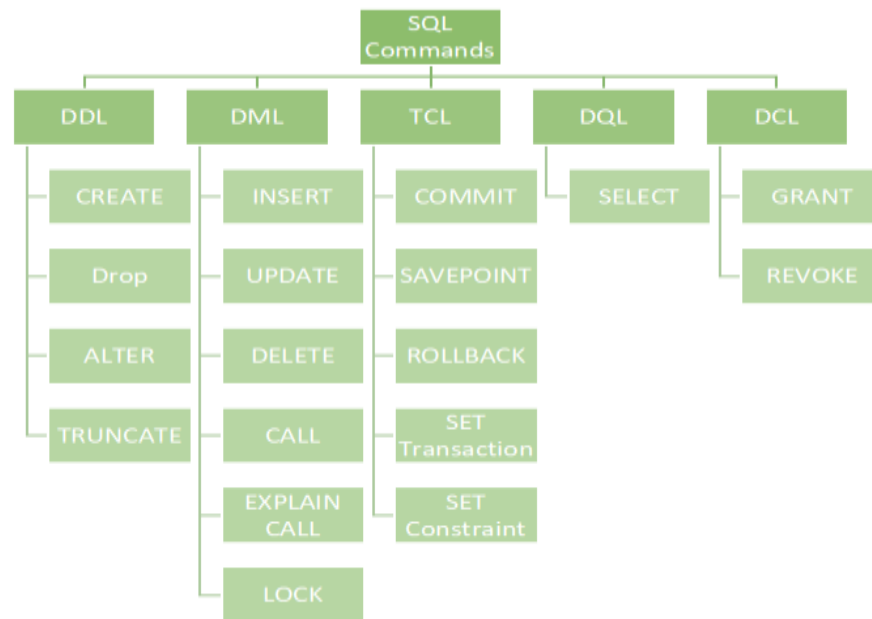 SQL
Commands
DDL
DML
TCL
DQL
DCL
CREATE
INSERT
COMMIT
SELECT
GRANT
Drop
UPDATE
SAVEPOINT
REVOKE
ALTER
DELETE
ROLLBACK
TRUNCATE
CALL
SET
Transaction
EXPLAIN
CALL
SET
Constraint
LOCK